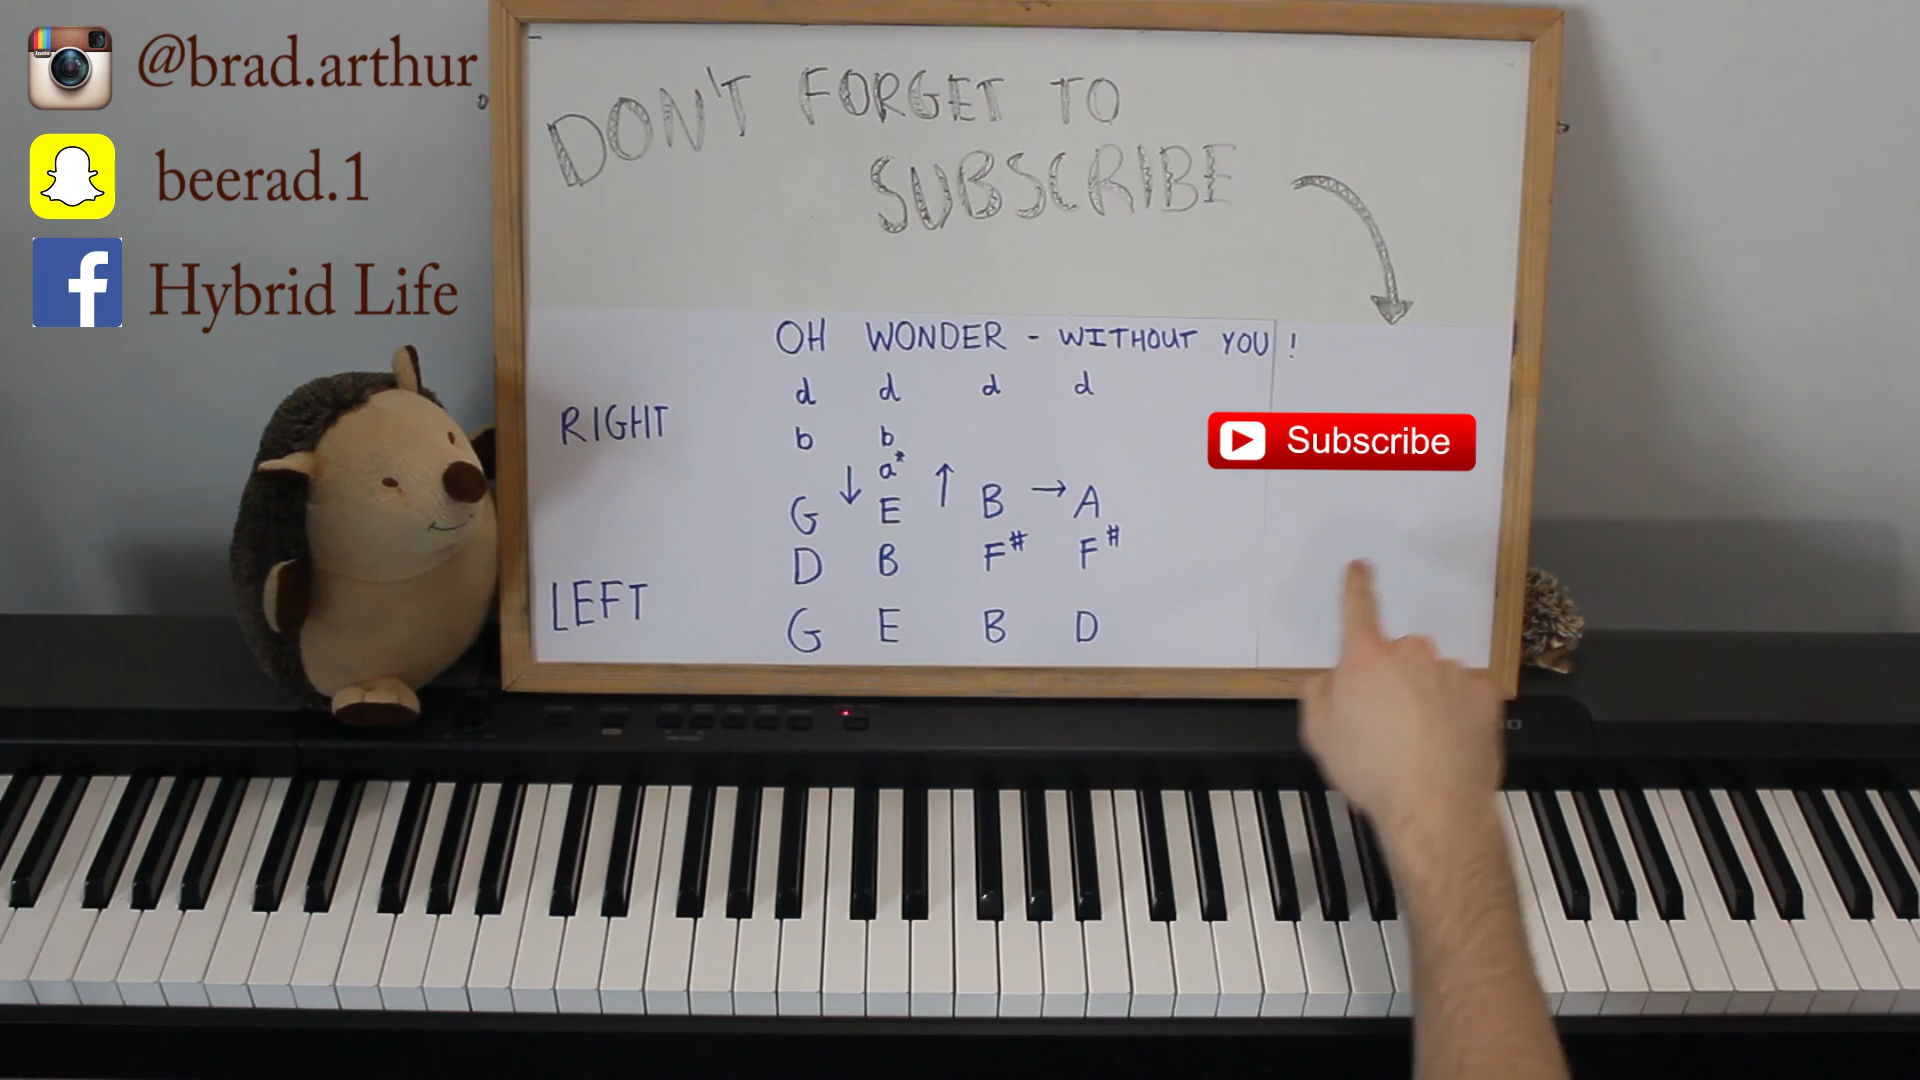 @brad.arthur
beerad.1
Hybrid Life
DON'T FORGET TO
SUBSCRIBE
OH WONDER - WITHOUT YOU!
d d d d
RIGHT
b b
a*
↓ ↑ →
G E B A
D B F# F#
LEFT
G E B D
Subscribe